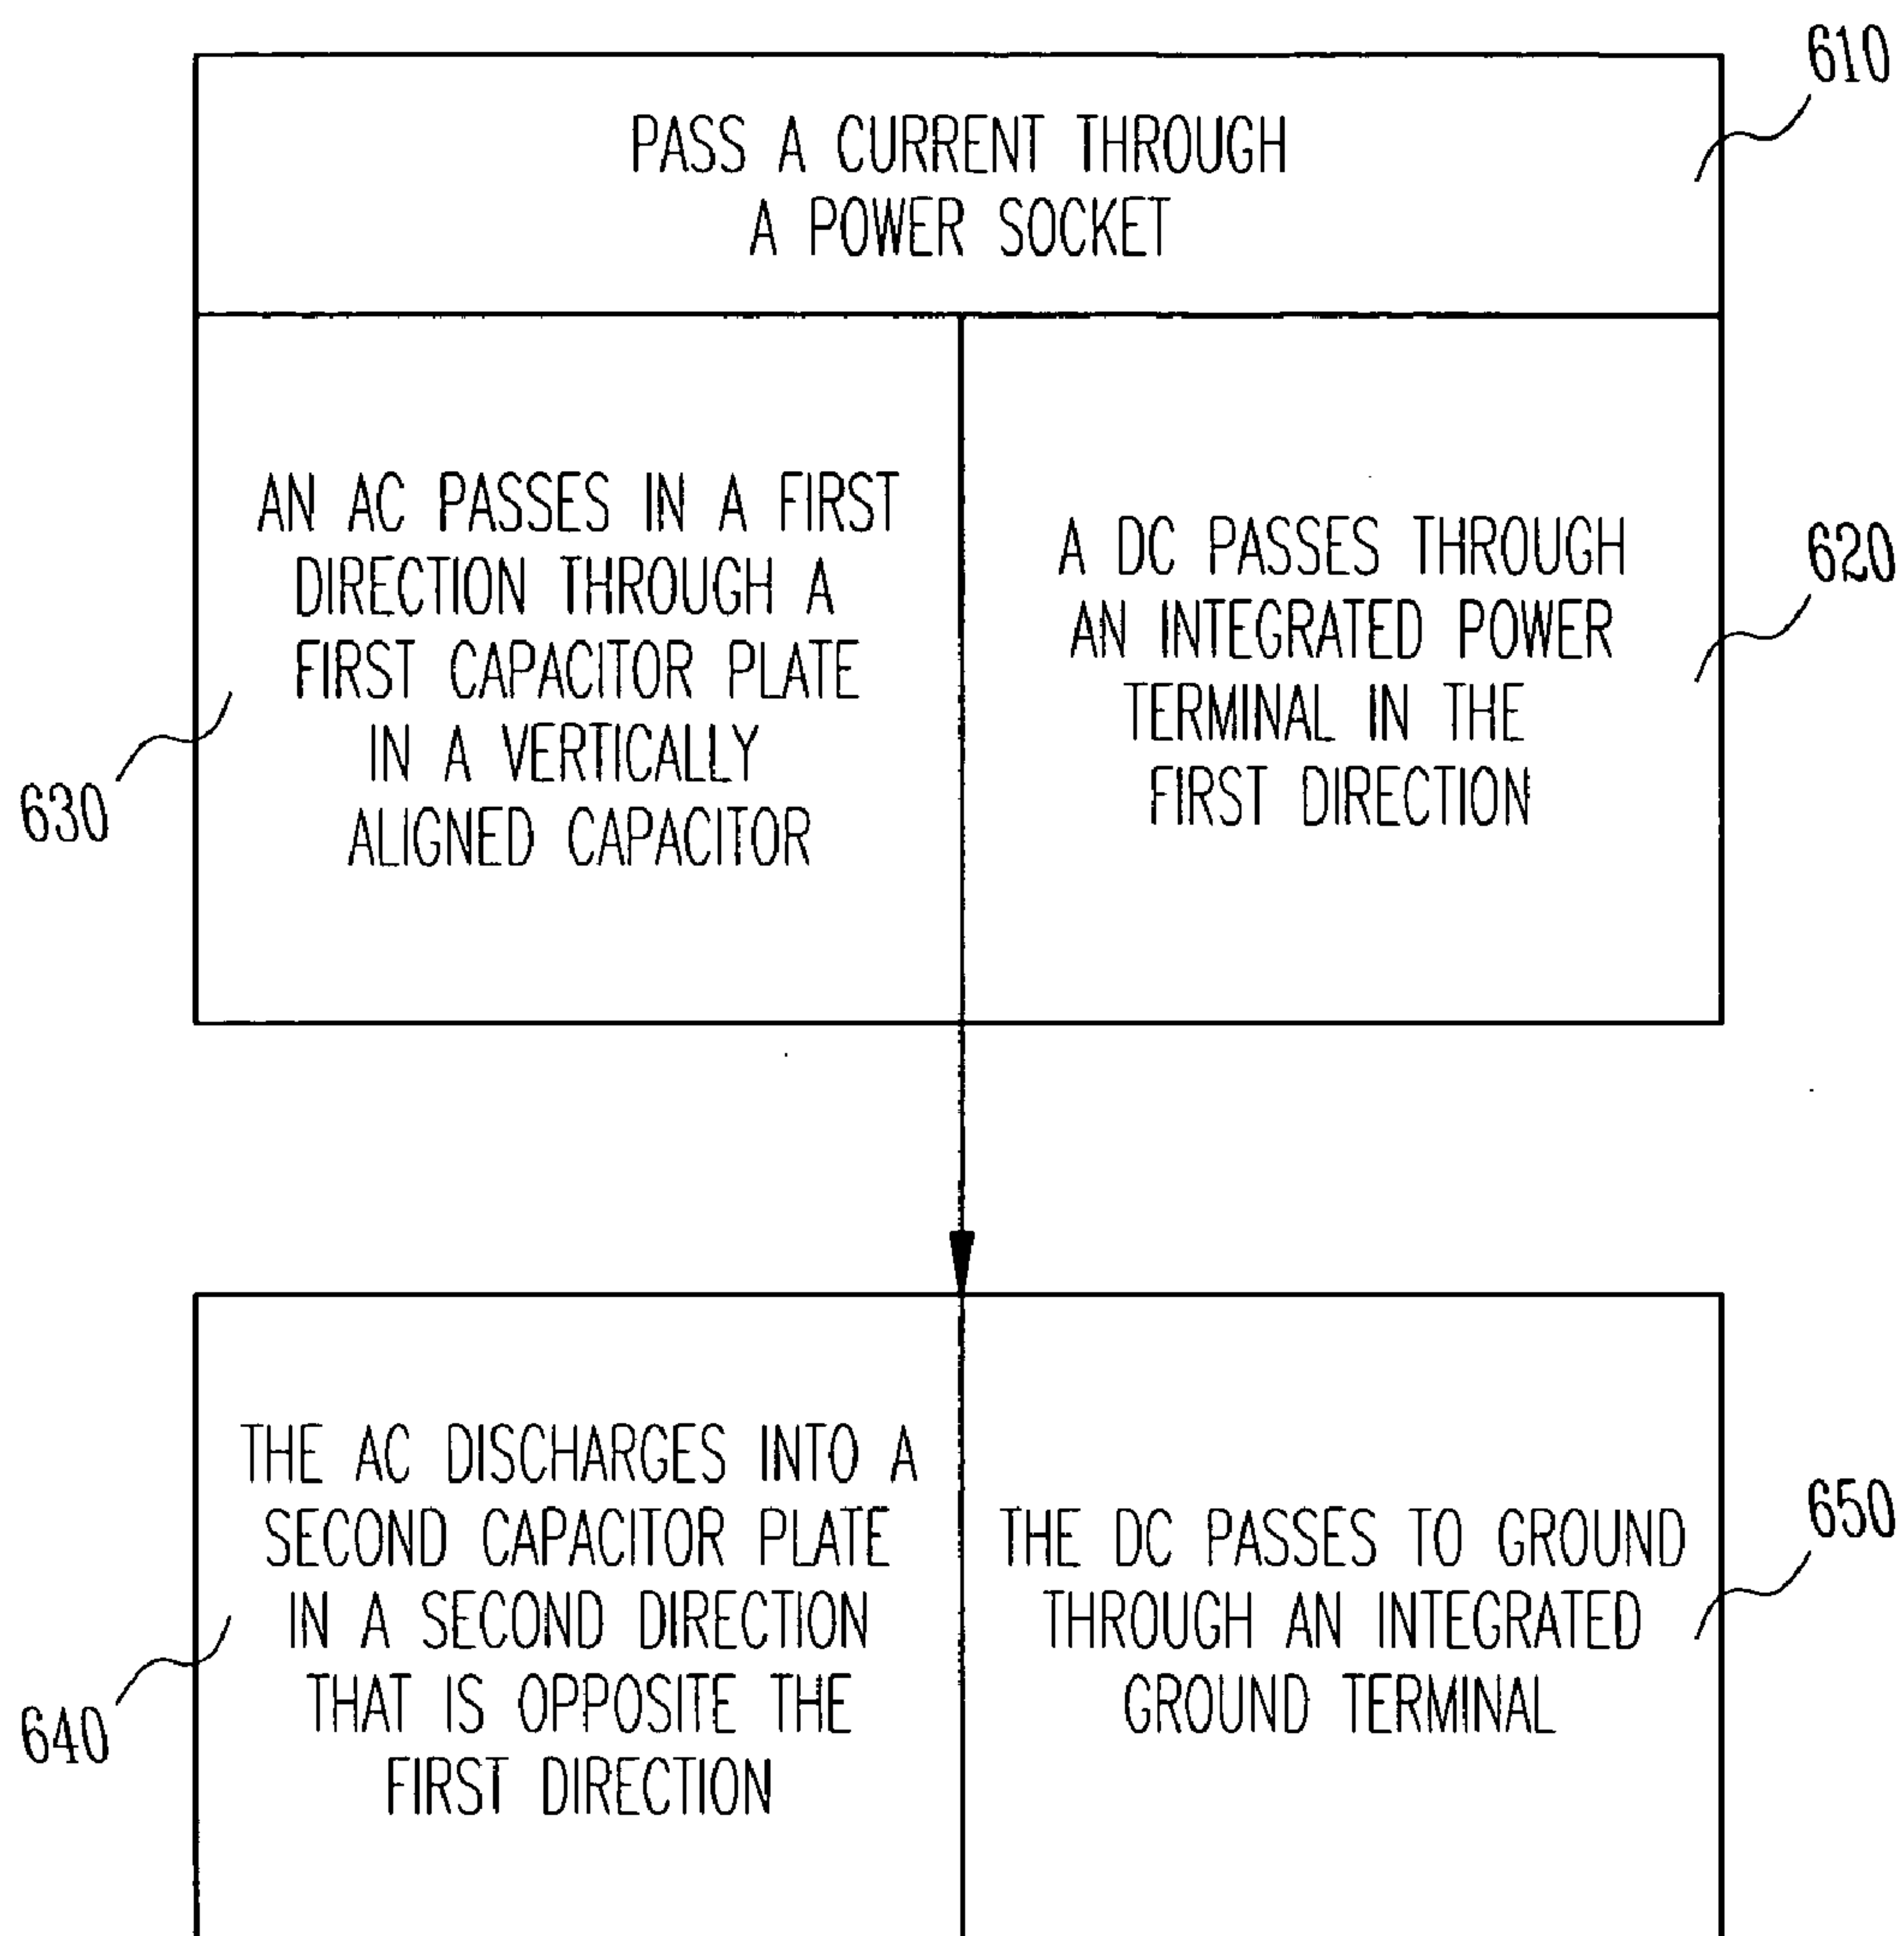 610
PASS A CURRENT THROUGH
A POWER SOCKET
AN AC PASSES IN A FIRST
DIRECTION THROUGH A
FIRST CAPACITOR PLATE
IN A VERTICALLY
ALIGNED CAPACITOR
630
A DC PASSES THROUGH
AN INTEGRATED POWER
TERMINAL IN THE
FIRST DIRECTION
620
THE AC DISCHARGES INTO A
SECOND CAPACITOR PLATE
IN A SECOND DIRECTION
THAT IS OPPOSITE THE
FIRST DIRECTION
640
THE DC PASSES TO GROUND
THROUGH AN INTEGRATED
GROUND TERMINAL
650